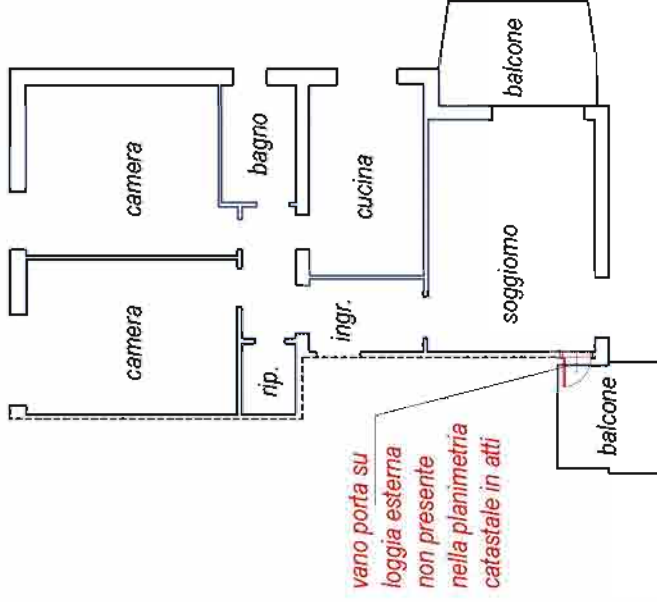 camera
camera
bagno
cucina
rip.
ingr.
soggiorno
balcone
balcone
vano porta su
loggia esterna
non presente
nella planimetria
catastale in atti